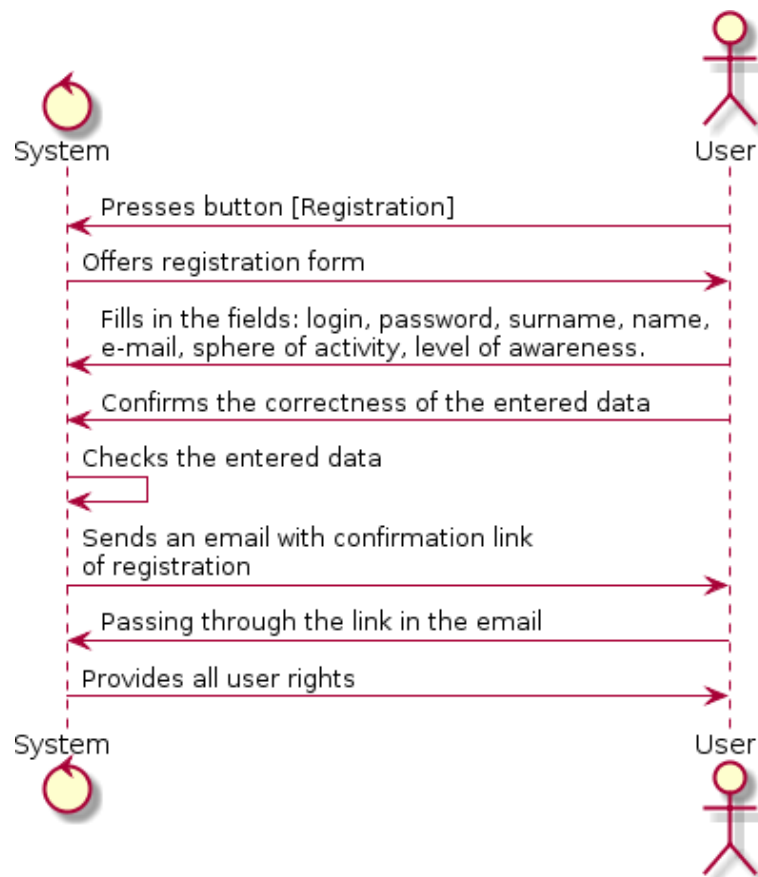 System
User
Presses button [Registration]
Offers registration form
Fills in the fields: login, password, surname, name,
e-mail, sphere of activity, level of awareness.
Confirms the correctness of the entered data
Checks the entered data
Sends an email with confirmation link
of registration
Passing through the link in the email
Provides all user rights
System
User